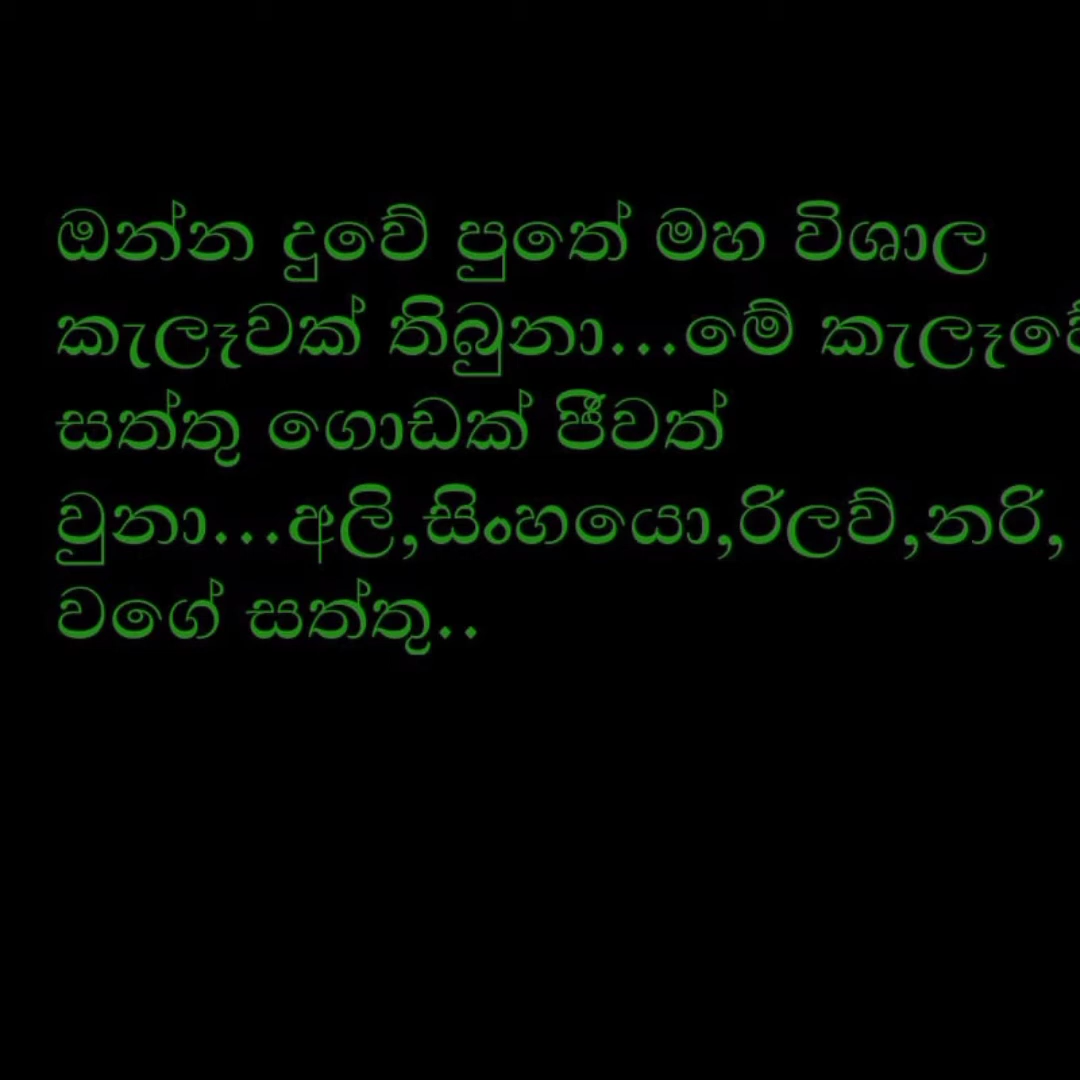 ඔන්න දුවේ පුතේ මහ විශාල
කැලෑවක් තිබුනා...මේ කැලෑවේ
සත්තු ගොඩක් ජීවත්
වුනා...අලි,සිංහයො,රිලව්,නරි,
වගේ සත්තු..